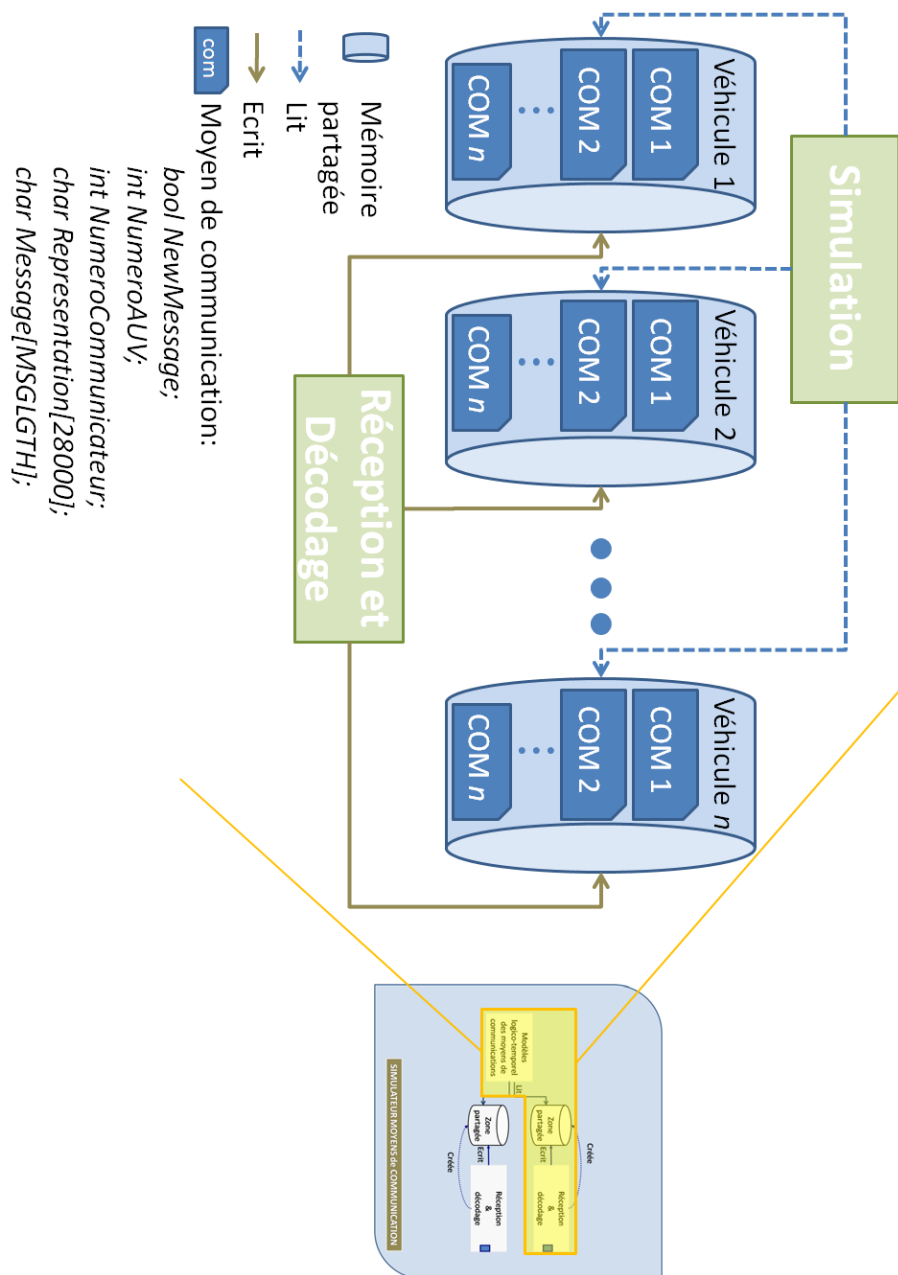 Simulation
Véhicule 1
COM 1
COM 2
COM n
Véhicule 2
COM 1
COM 2
COM n
Véhicule n
COM 1
COM 2
COM n
Réception et
Décodage
Mémoire
partagée
Lit
Ecrit
com
Moyen de communication:
bool NewMessage;
int NumeroAUV;
int NumeroCommunicateur;
char Representation[28000];
char Message[MSGLGTH];
Créée
Modèles
logico-temporel
des moyens de
communications
Lit
Zone
partagée
Ecrit
Réception
&
décodage
Zone
partagée
Ecrit
Réception
&
décodage
Créée
SIMULATEUR MOYENS de COMMUNICATION